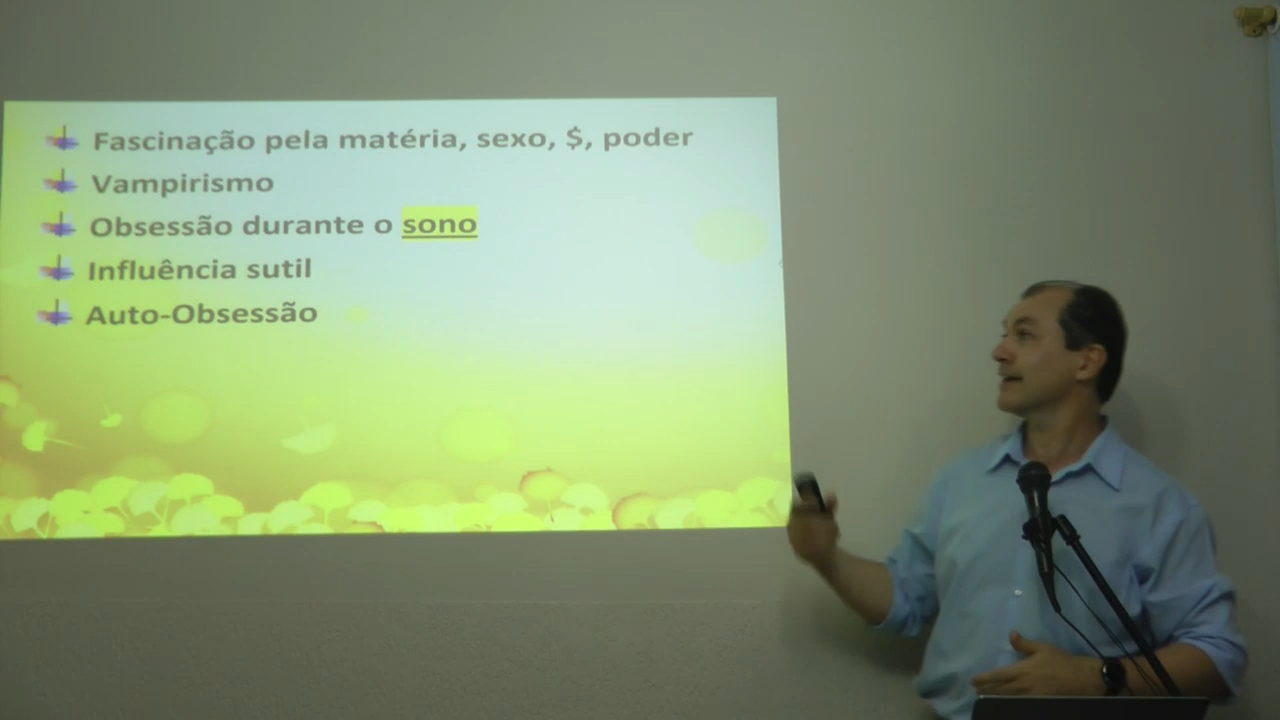 Fascinação pela matéria, sexo, $, poder
Vampirismo
Obsessão durante o sono
Influência sutil
Auto-Obsessão